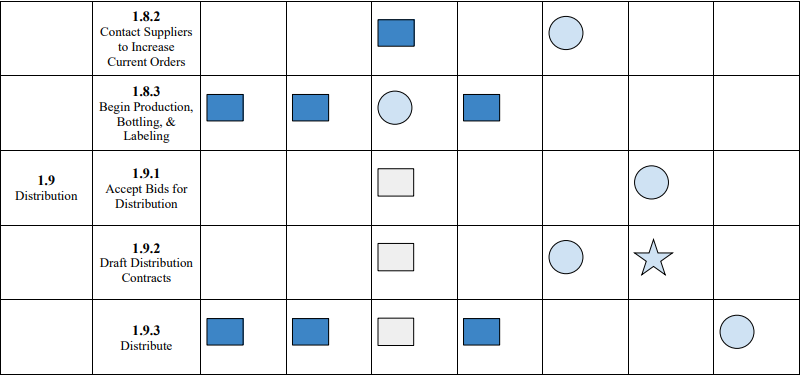 1.8.2
Contact Suppliers
to Increase
Current Orders
1.8.3
Begin Production,
Bottling, &
Labeling
1.9
Distribution
1.9.1
Accept Bids for
Distribution
1.9.2
Draft Distribution
Contracts
1.9.3
Distribute